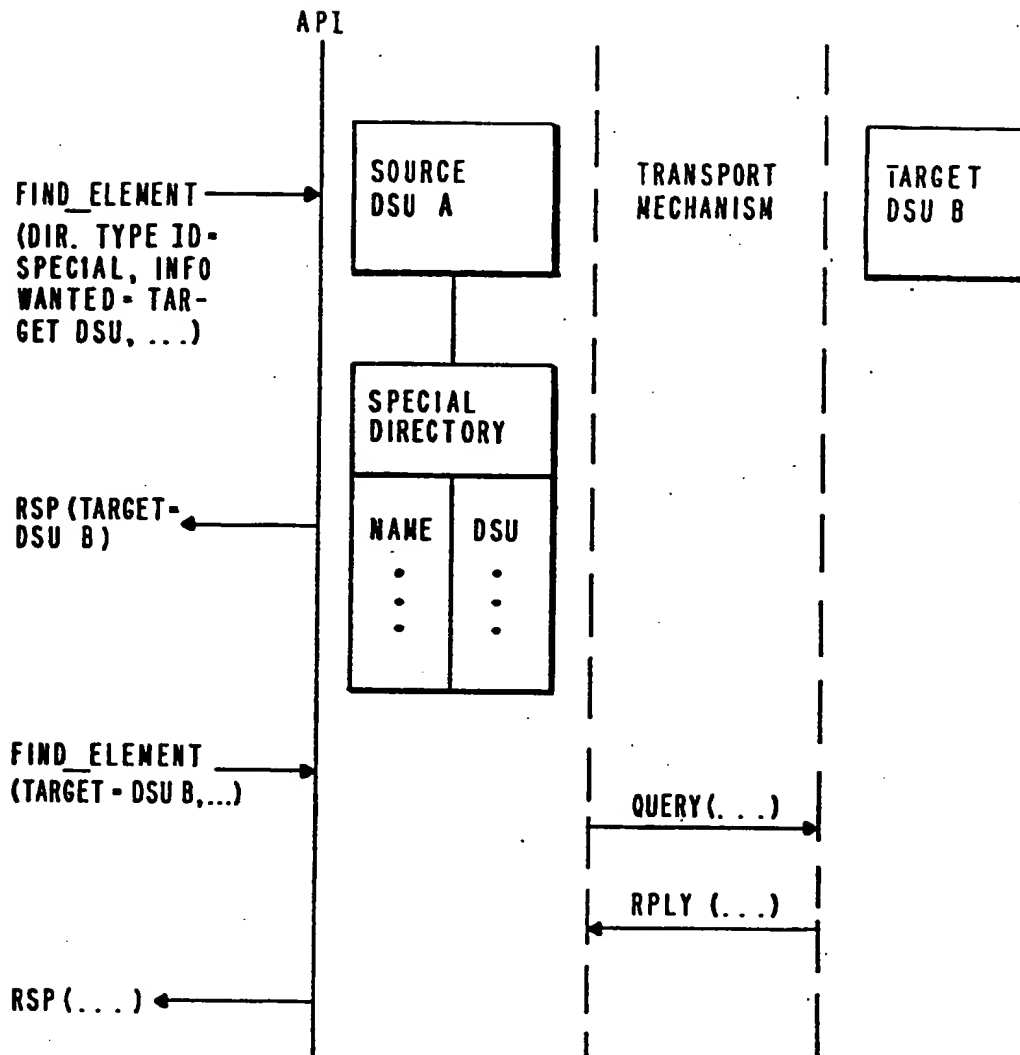 API
SOURCE
DSU A
TRANSPORT
MECHANISM
TARGET
DSU B
FIND_ELEMENT
(DIR. TYPE ID=
SPECIAL, INFO
WANTED = TAR-
GET DSU, ...)
SPECIAL
DIRECTORY
NAME
DSU
RSP (TARGET=
DSU B)
FIND_ELEMENT
(TARGET = DSU B,...)
QUERY (...)
RPLY (...)
RSP (...)